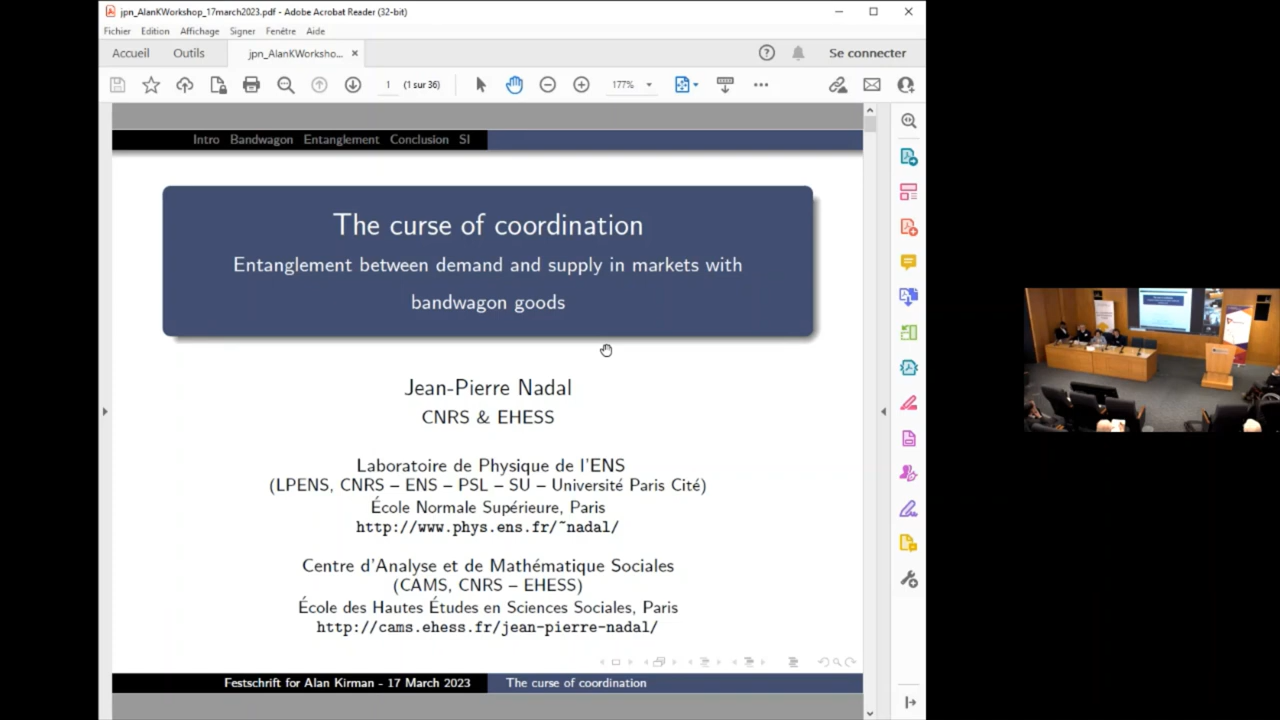 jpn_AlanKWorkshop_17march2023.pdf - Adobe Acrobat Reader (32-bit)
Fichier Edition Affichage Signer Fenêtre Aide
Accueil Outils jpn_AlanKWorksho... Se connecter
1 (1 sur 36) 177%
Intro Bandwagon Entanglement Conclusion SI
The curse of coordination
Entanglement between demand and supply in markets with
bandwagon goods
Jean-Pierre Nadal
CNRS & EHESS
Laboratoire de Physique de l'ENS
(LPENS, CNRS – ENS – PSL – SU – Université Paris Cité)
École Normale Supérieure, Paris
http://www.phys.ens.fr/~nadal/
Centre d'Analyse et de Mathématique Sociales
(CAMS, CNRS – EHESS)
École des Hautes Études en Sciences Sociales, Paris
http://cams.ehess.fr/jean-pierre-nadal/
Festschrift for Alan Kirman - 17 March 2023 The curse of coordination